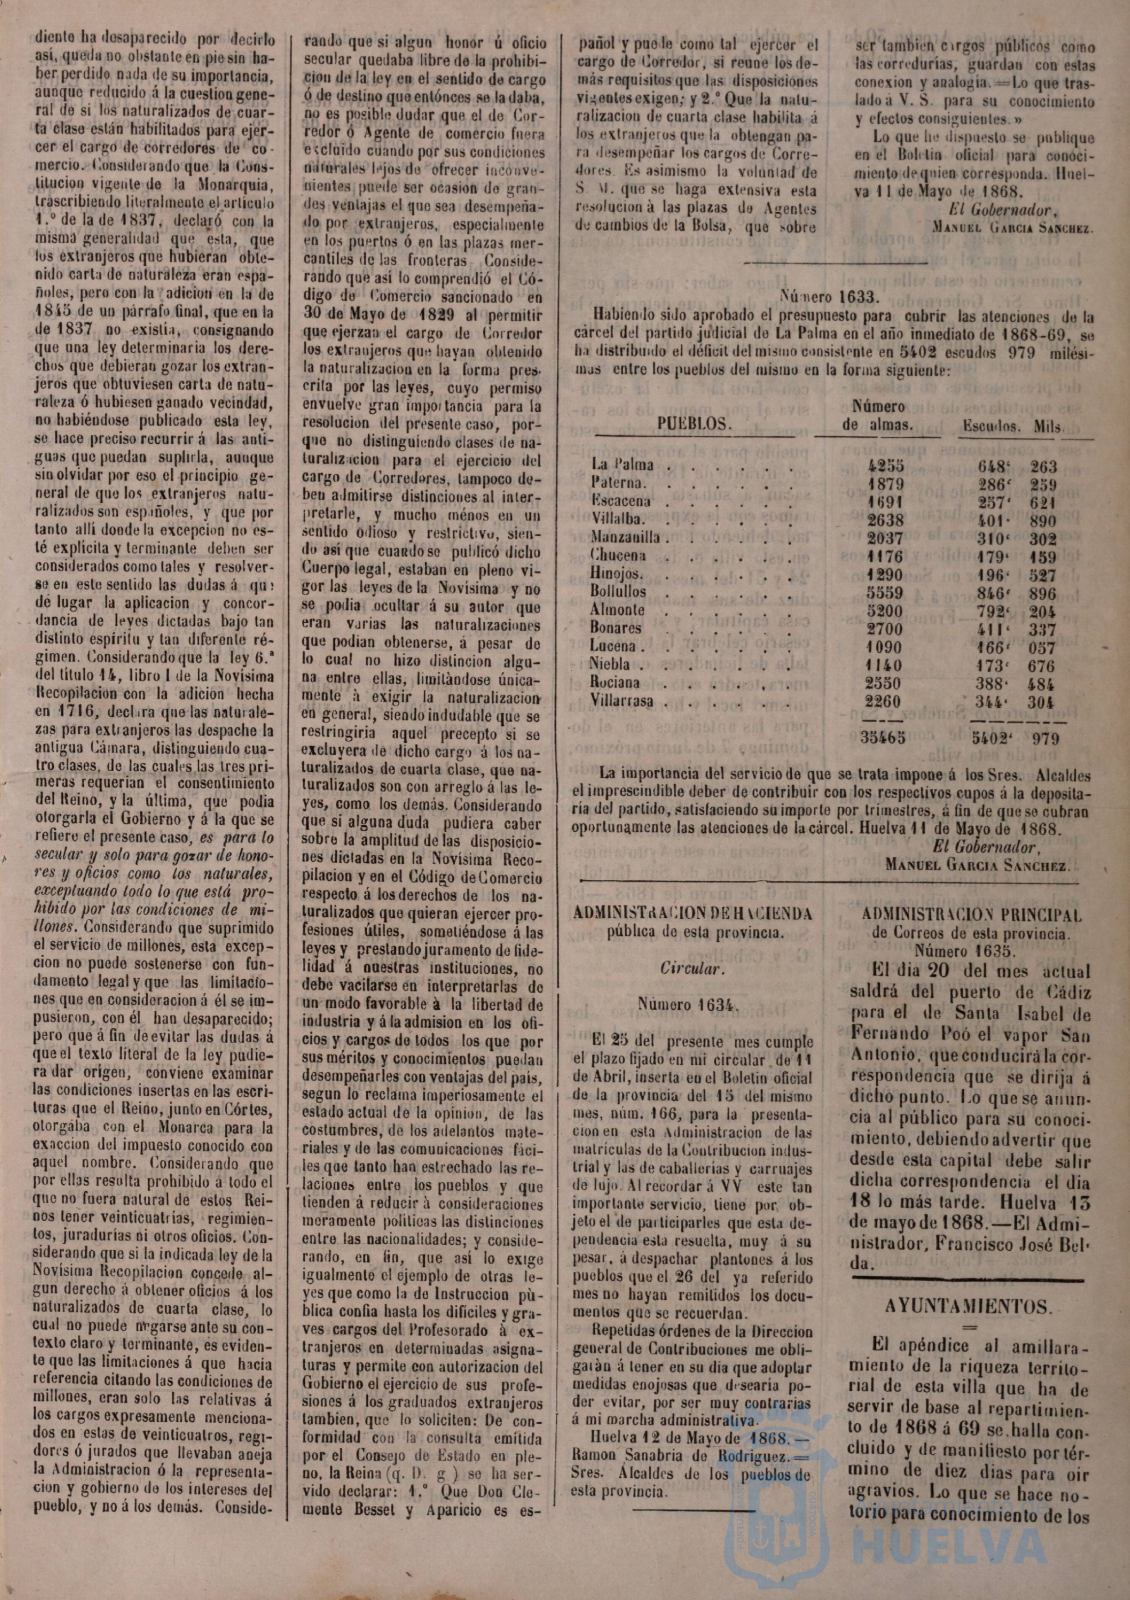 diente ha desaparecido por decirlo
asi, queda no obstante en pie sin ha-
ber perdido nada de su importancia,
aunque reducido á la cuestion gene-
ral de si los naturalizados de cuar-
ta clase están habilitados para ejer-
cer el cargo de corredores de co-
mercio. Considerando que la Cons-
titucion vigente de la Monarquia,
trascribiendo literalmente el articulo
1.º de la de 1837, declaró con la
misma generalidad que ésta, que
los extranjeros que hubieran obte-
nido carta de naturaleza eran espa-
ñoles, pero con la adicion en la de
1845 de un párrafo final, que en la
de 1837 no existia, consignando
que una ley determinaria los dere-
chos que debieran gozar los extran-
jeros que obtuviesen carta de natu-
raleza ó hubiesen ganado vecindad,
no habiéndose publicado esta ley,
se hace preciso recurrir á las anti-
guas que puedan suplirla, aunque
sin olvidar por eso el principio ge-
neral de que los extranjeros natu-
ralizados son españoles, y que por
tanto allí donde la excepcion no es-
té explicita y terminante deben ser
considerados como tales y resolver-
se en este sentido las dudas á que
dé lugar la aplicacion y concor-
dancia de leyes dictadas bajo tan
distinto espíritu y tan diferente ré-
gimen. Considerando que la ley 6.ª
del titulo 14, libro I de la Novisima
Recopilacion con la adicion hecha
en 1716, declara que las naturale-
zas para extranjeros las despache la
antigua Cámara, distinguiendo cua-
tro clases, de las cuales las tres pri-
meras requerian el consentimiento
del Reino, y la última, que podia
otorgarla el Gobierno y á la que se
refiere el presente caso, es para lo
secular y solo para gozar de hono-
res y oficios como los naturales,
exceptuando todo lo que está pro-
hibido por las condiciones de mi-
llones. Considerando que suprimido
el servicio de millones, esta excep-
cion no puede sostenerse con fun-
damento legal y que las limitacio-
nes que en consideracion á él se im-
pusieron, con él han desaparecido;
pero que á fin de evitar las dudas á
que el texto literal de la ley pudie-
ra dar origen, conviene examinar
las condiciones insertas en las escri-
turas que el Reino, junto en Córtes,
otorgaba con el Monarca para la
exaccion del impuesto conocido con
aquel nombre. Considerando que
por ellas resulta prohibido á todo el
que no fuera natural de estos Rei-
nos tener veinticuatrias, regimien-
tos, juradurias ni otros oficios. Con-
siderando que si la indicada ley de la
Novisima Recopilacion concede al-
gun derecho á obtener oficios á los
naturalizados de cuarta clase, lo
cual no puede negarse ante su con-
texto claro y terminante, es eviden-
te que las limitaciones á que hacia
referencia citando las condiciones de
millones, eran solo las relativas á
los cargos expresamente menciona-
dos en estas de veinticuatros, regi-
dores ó jurados que llevaban aneja
la Administracion ó la representa-
cion y gobierno de los intereses del
pueblo, y no á los demás. Conside-
rando que si algun honor ú oficio
secular quedaba libre de la prohibi-
cion de la ley en el sentido de cargo
ó de destino que entónces se la daba,
no es posible dudar que el de Cor-
redor ó Agente de comercio fuera
excluido cuando por sus condiciones
naturales lejos de ofrecer inconve-
nientes puede ser ocasion de gran-
des ventajas el que sea desempeña-
do por extranjeros, especialmente
en los puertos ó en las plazas mer-
cantiles de las fronteras. Conside-
rando que así lo comprendió el Có-
digo de Comercio sancionado en
30 de Mayo de 1829 al permitir
que ejerzan el cargo de Corredor
los extranjeros que hayan obtenido
la naturalizacion en la forma pres-
crita por las leyes, cuyo permiso
envuelve gran importancia para la
resolucion del presente caso, por-
que no distinguiendo clases de na-
turalizacion para el ejercicio del
cargo de Corredores, tampoco de-
ben admitirse distinciones al inter-
pretarle, y mucho ménos en un
sentido odioso y restrictivo, sien-
do asi que cuando se publicó dicho
Cuerpo legal, estaban en pleno vi-
gor las leyes de la Novisima y no
se podia ocultar á su autor que
eran varias las naturalizaciones
que podian obtenerse, á pesar de
lo cual no hizo distincion algu-
na entre ellas, limitándose única-
mente á exigir la naturalizacion
en general, siendo indudable que se
restringiria aquel precepto si se
excluyera de dicho cargo á los na-
turalizados de cuarta clase, que na-
turalizados son con arreglo á las le-
yes, como los demás. Considerando
que si alguna duda pudiera caber
sobre la amplitud de las disposicio-
nes dictadas en la Novisima Reco-
pilacion y en el Código de Comercio
respecto á los derechos de los na-
turalizados que quieran ejercer pro-
fesiones útiles, sometiéndose á las
leyes y prestando juramento de fide-
lidad á nuestras instituciones, no
debe vacilarse en interpretarlas de
un modo favorable á la libertad de
industria y á la admision en los ofi-
cios y cargos de todos los que por
sus méritos y conocimientos puedan
desempeñarles con ventajas del pais,
segun lo reclama imperiosamente el
estado actual de la opinion, de las
costumbres, de los adelantos mate-
riales y de las comunicaciones fáci-
les que tanto han estrechado las re-
laciones entre los pueblos y que
tienden á reducir á consideraciones
meramente politicas las distinciones
entre las nacionalidades; y conside-
rando, en fin, que asi lo exige
igualmente el ejemplo de otras le-
yes que como la de Instruccion pú-
blica confia hasta los dificiles y gra-
ves cargos del Profesorado á ex-
tranjeros en determinadas asigna-
turas y permite con autorizacion del
Gobierno el ejercicio de sus profe-
siones á los graduados extranjeros
tambien, que lo soliciten: De con-
formidad con la consulta emitida
por el Consejo de Estado en ple-
no, la Reina (q. D. g ) se ha ser-
vido declarar: 1.º Que Don Cle-
mente Besset y Aparicio es es-
pañol y puede como tal ejercer el
cargo de Corredor, si reune los de-
más requisitos que las disposiciones
vigentes exigen; y 2.º Que la natu-
ralizacion de cuarta clase habilita á
los extranjeros que la obtengan pa-
ra desempeñar los cargos de Corre-
dores. Es asimismo la voluntad de
S. M. que se haga extensiva esta
resolucion á las plazas de Agentes
de cambios de la Bolsa, que sobre
ser tambien cargos públicos como
las corredurias, guardan con estas
conexion y analogia.=Lo que tras-
lado á V. S. para su conocimiento
y efectos consiguientes.»
Lo que he dispuesto se publique
en el Boletin oficial para conoci-
miento de quien corresponda. Huel-
va 11 de Mayo de 1868.
El Gobernador,
MANUEL GARCIA SANCHEZ.
Número 1633.
Habiendo sido aprobado el presupuesto para cubrir las atenciones de la
cárcel del partido judicial de La Palma en el año inmediato de 1868-69, se
ha distribuido el déficit del mismo consistente en 5402 escudos 979 milési-
mas entre los pueblos del mismo en la forma siguiente:
PUEBLOS. Número de almas. Escudos. Mils.
La Palma . . . . . . 4255 648‘ 263
Paterna. . . . . . . 1879 286‘ 259
Escacena . . . . . . 1691 257‘ 621
Villalba. . . . . . . 2638 401‘ 890
Manzanilla . . . . . . 2037 310‘ 302
Chucena . . . . . . 1176 179‘ 159
Hinojos. . . . . . . 1290 196‘ 527
Bollullos . . . . . . 5559 846‘ 896
Almonte . . . . . . 5200 792‘ 204
Bonares . . . . . . 2700 411‘ 337
Lucena . . . . . . . 1090 166‘ 057
Niebla . . . . . . . 1140 173‘ 676
Rociana . . . . . . 2550 388‘ 484
Villarrasa . . . . . . 2260 344‘ 304
35465 5402‘ 979
La importancia del servicio de que se trata impone á los Sres. Alcaldes
el imprescindible deber de contribuir con los respectivos cupos á la deposita-
ría del partido, satisfaciendo su importe por trimestres, á fin de que se cubran
oportunamente las atenciones de la cárcel. Huelva 11 de Mayo de 1868.
El Gobernador,
MANUEL GARCIA SANCHEZ.
ADMINISTRACION DE HACIENDA
pública de esta provincia.
Circular.
Número 1634.
El 25 del presente mes cumple
el plazo fijado en mi circular de 11
de Abril, inserta en el Boletin oficial
de la provincia del 15 del mismo
mes, núm. 166, para la presenta-
cion en esta Administracion de las
matrículas de la Contribucion indus-
trial y las de caballerias y carruajes
de lujo. Al recordar á VV este tan
importante servicio, tiene por ob-
jeto el de participarles que esta de-
pendencia está resuelta, muy á su
pesar, á despachar plantones á los
pueblos que el 26 del ya referido
mes no hayan remitidos los docu-
mentos que se recuerdan.
Repetidas órdenes de la Direccion
general de Contribuciones me obli-
garán á tener en su dia que adoptar
medidas enojosas que desearia po-
der evitar, por ser muy contrarias
á mi marcha administrativa.
Huelva 12 de Mayo de 1868.—
Ramon Sanabria de Rodriguez.=
Sres. Alcaldes de los pueblos de
esta provincia.
ADMINISTRACION PRINCIPAL
de Correos de esta provincia.
Número 1635.
El dia 20 del mes actual
saldrá del puerto de Cádiz
para el de Santa Isabel de
Fernando Poó el vapor San
Antonio, que conducirá la cor-
respondencia que se dirija á
dicho punto. Lo que se anun-
cia al público para su conoci-
miento, debiendo advertir que
desde esta capital debe salir
dicha correspondencia el dia
18 lo más tarde. Huelva 13
de mayo de 1868.—El Admi-
nistrador, Francisco José Bel-
da.
AYUNTAMIENTOS.
El apéndice al amillara-
miento de la riqueza territo-
rial de esta villa que ha de
servir de base al repartimien-
to de 1868 á 69 se halla con-
cluido y de manifiesto por tér-
mino de diez dias para oir
agravios. Lo que se hace no-
torio para conocimiento de los
HUELVA